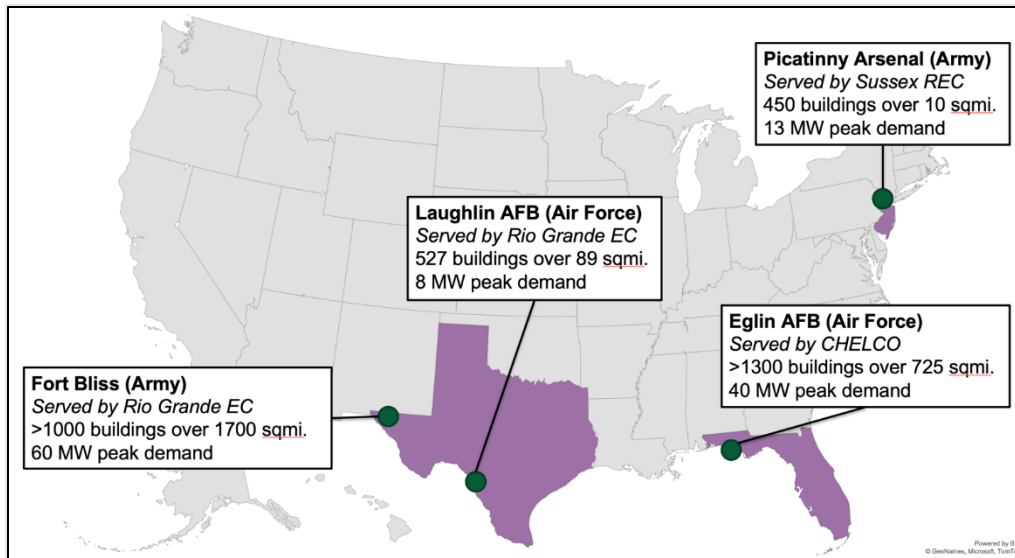 Picatinny Arsenal (Army)
Served by Sussex REC
450 buildings over 10 sqmi.
13 MW peak demand
Laughlin AFB (Air Force)
Served by Rio Grande EC
527 buildings over 89 sqmi.
8 MW peak demand
Eglin AFB (Air Force)
Served by CHELCO
>1300 buildings over 725 sqmi.
40 MW peak demand
Fort Bliss (Army)
Served by Rio Grande EC
>1000 buildings over 1700 sqmi.
60 MW peak demand
Powered by B
© GeoNames, Microsoft, TomTo